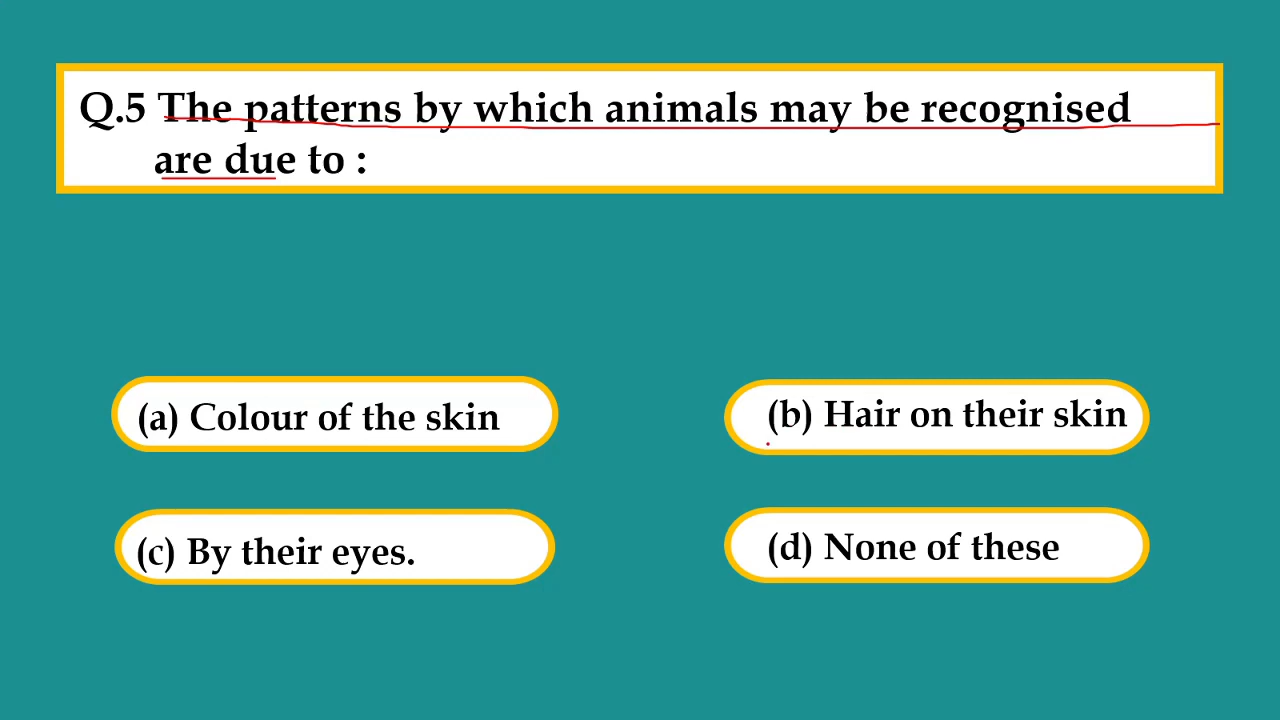 Q.5 The patterns by which animals may be recognised
are due to :
(a) Colour of the skin
(b) Hair on their skin
(c) By their eyes.
(d) None of these